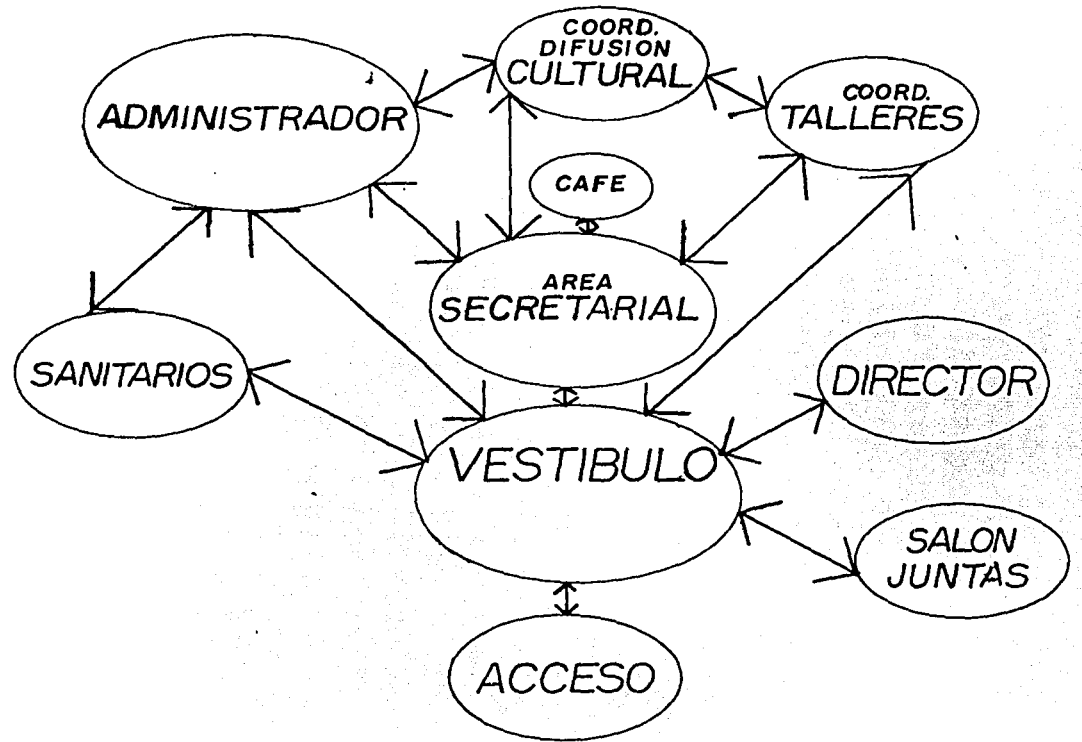 COORD.
DIFUSION
CULTURAL
ADMINISTRADOR
COORD.
TALLERES
CAFE
AREA
SECRETARIAL
SANITARIOS
DIRECTOR
VESTIBULO
SALON
JUNTAS
ACCESO